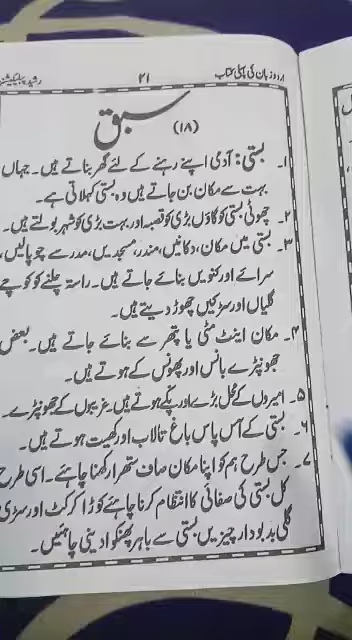 اردو زبان کی پہلی کتاب ۲۱ رشید پبلیکیشنز
سبق (۱۸)
۱۔ بستی: آدمی اپنے رہنے کے لئے گھر بناتے ہیں۔ جہاں
بہت سے مکان بن جاتے ہیں وہ بستی کہلاتی ہے۔
۲۔ چھوٹی بستی کو گاؤں بڑی کو قصبہ اور بہت بڑی کو شہر بولتے ہیں۔
۳۔ بستی میں مکان، دکانیں، مندر، مسجدیں، مدرسے چوپالیں،
سرائے اور کنویں بنائے جاتے ہیں۔ راستہ چلنے کو کوچے
گلیاں اور سڑکیں چھوڑ دیتے ہیں۔
۴۔ مکان اینٹ مٹی یا پتھر سے بنائے جاتے ہیں۔ بعض
جھونپڑے بانس اور پھونس کے ہوتے ہیں۔
۵۔ امیروں کے محل بڑے اور پکے ہوتے ہیں۔ غریبوں کے جھونپڑے۔
۶۔ بستی کے آس پاس باغ تالاب اور کھیت ہوتے ہیں۔
۷۔ جس طرح ہم کو اپنا مکان صاف ستھرا رکھنا چاہئے۔ اسی طرح
کل بستی کی صفائی کا انتظام کرنا چاہئے کوڑا کرکٹ اور سڑی
گلی بدبودار چیزیں بستی سے باہر پھنکوا دینی چاہئیں۔